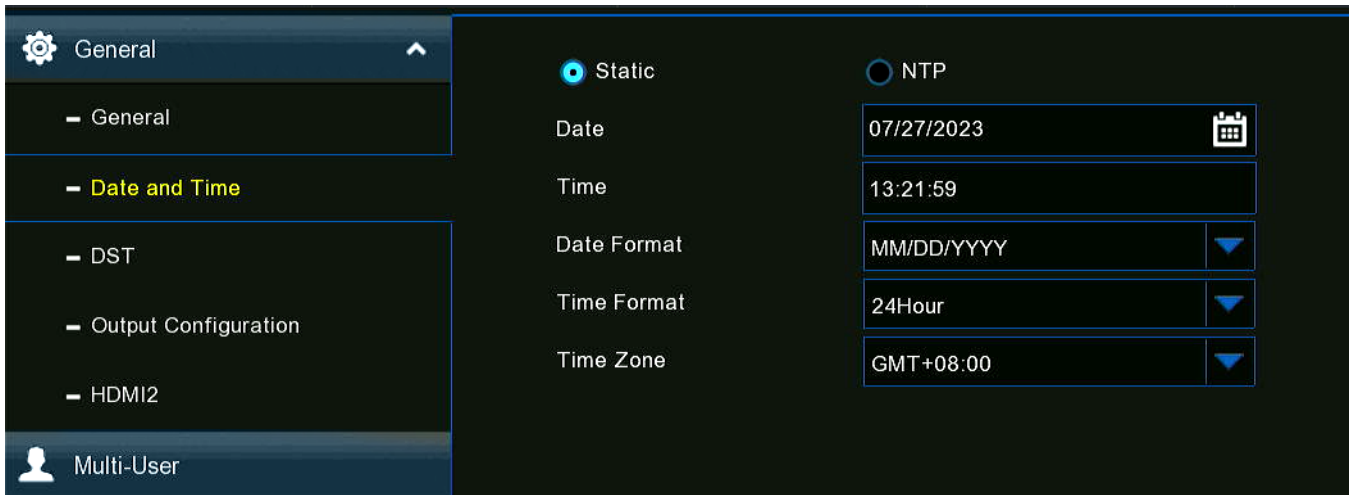 General
General
Date and Time
DST
Output Configuration
HDMI2
Multi-User
Static NTP
Date 07/27/2023
Time 13:21:59
Date Format MM/DD/YYYY
Time Format 24Hour
Time Zone GMT+08:00